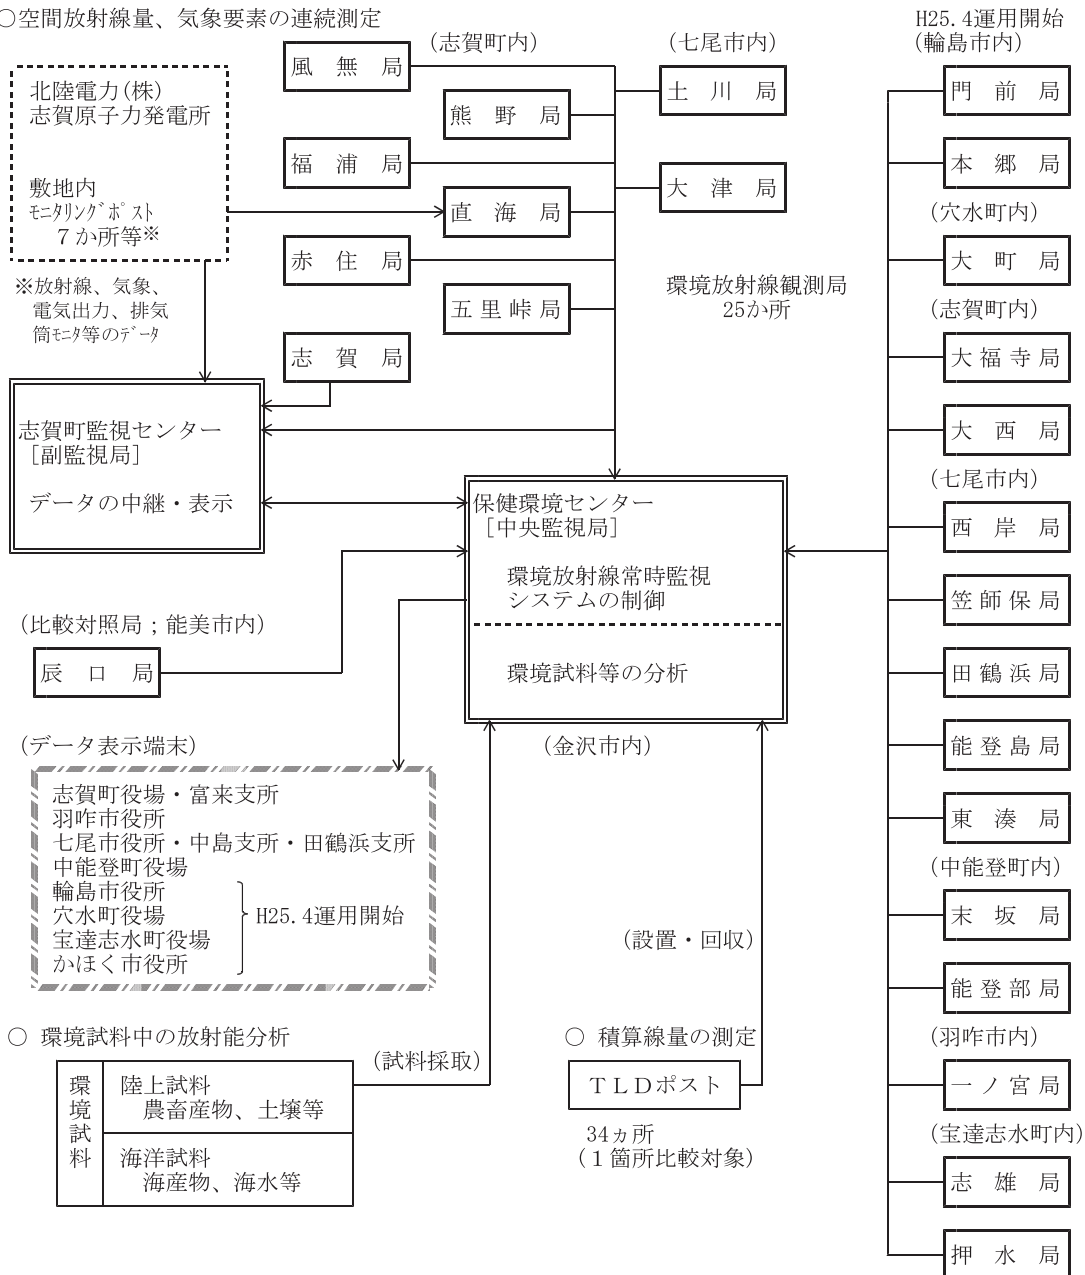 ○空間放射線量、気象要素の連続測定
北陸電力(株)
志賀原子力発電所
敷地内
ﾓﾆﾀﾘﾝｸﾞﾎﾟｽﾄ
７か所等※
※放射線、気象、
電気出力、排気
筒ﾓﾆﾀ等のﾃﾞｰﾀ
(志賀町内)
風　無　局
熊　野　局
福　浦　局
直　海　局
赤　住　局
五里峠局
志　賀　局
(七尾市内)
土　川　局
大　津　局
環境放射線観測局
25か所
志賀町監視センター
[副監視局]
データの中継・表示
保健環境センター
[中央監視局]
環境放射線常時監視
システムの制御
環境試料等の分析
(金沢市内)
(比較対照局；能美市内)
辰　口　局
(データ表示端末)
志賀町役場・富来支所
羽咋市役所
七尾市役所・中島支所・田鶴浜支所
中能登町役場
輪島市役所
穴水町役場
宝達志水町役場
かほく市役所
H25.4運用開始
○ 環境試料中の放射能分析
環境試料
陸上試料
農畜産物、土壌等
海洋試料
海産物、海水等
(試料採取)
(設置・回収)
○ 積算線量の測定
ＴＬＤポスト
34ヵ所
(１箇所比較対象)
H25.4運用開始
(輪島市内)
門　前　局
本　郷　局
(穴水町内)
大　町　局
(志賀町内)
大福寺局
大　西　局
(七尾市内)
西　岸　局
笠師保局
田鶴浜局
能登島局
東　湊　局
(中能登町内)
末　坂　局
能登部局
(羽咋市内)
一ノ宮局
(宝達志水町内)
志　雄　局
押　水　局